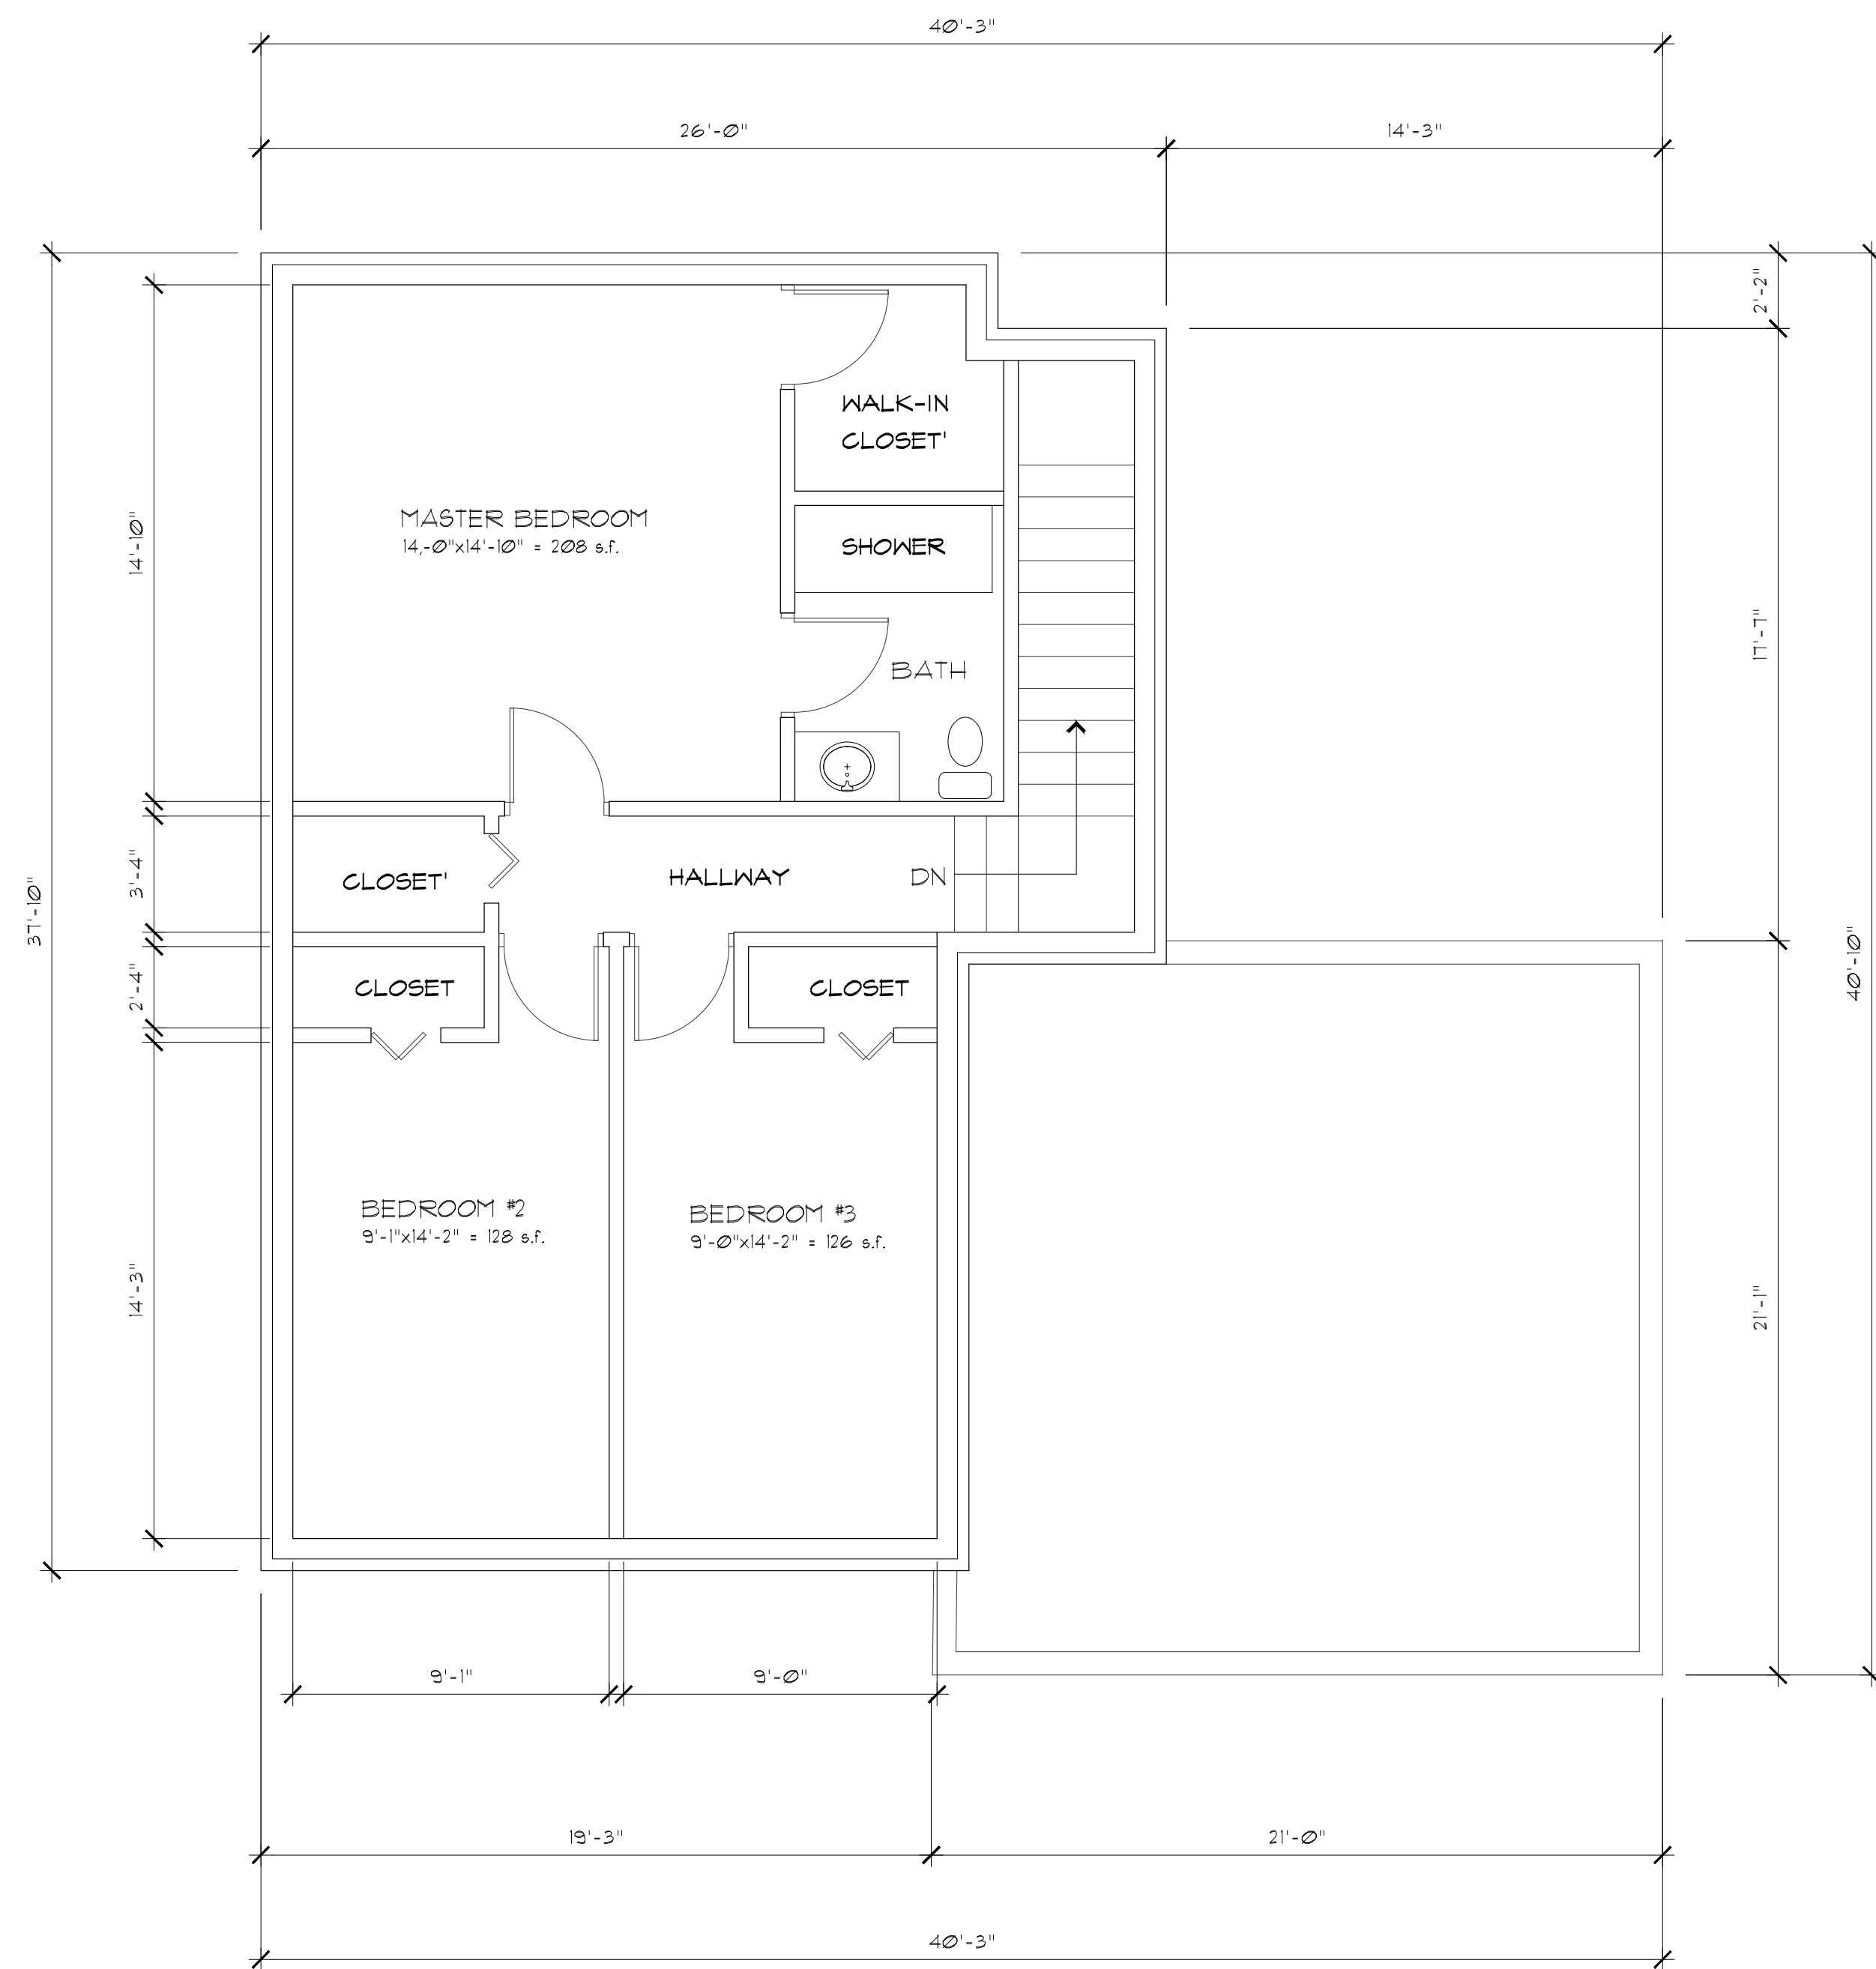 40'-3"
26'-0"
14'-3"
2'-2"
WALK-IN
CLOSET'
MASTER BEDROOM
14,-0"x14'-10" = 208 s.f.
SHOWER
14'-10"
17'-7"
BATH
3'-4"
CLOSET'
HALLWAY
DN
37'-10"
40'-10"
2'-4"
CLOSET
CLOSET
BEDROOM #2
9'-1"x14'-2" = 128 s.f.
BEDROOM #3
9'-0"x14'-2" = 126 s.f.
14'-3"
21'-1"
9'-1"
9'-0"
19'-3"
21'-0"
40'-3"